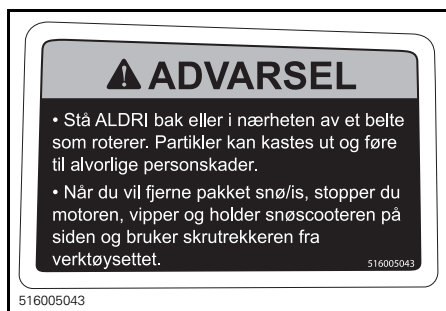 ⚠ ADVARSEL
• Stå ALDRI bak eller i nærheten av et belte
som roterer. Partikler kan kastes ut og føre
til alvorlige personskader.
• Når du vil fjerne pakket snø/is, stopper du
motoren, vipper og holder snøscooteren på
siden og bruker skrutrekkeren fra
verktøysettet.
516005043
516005043